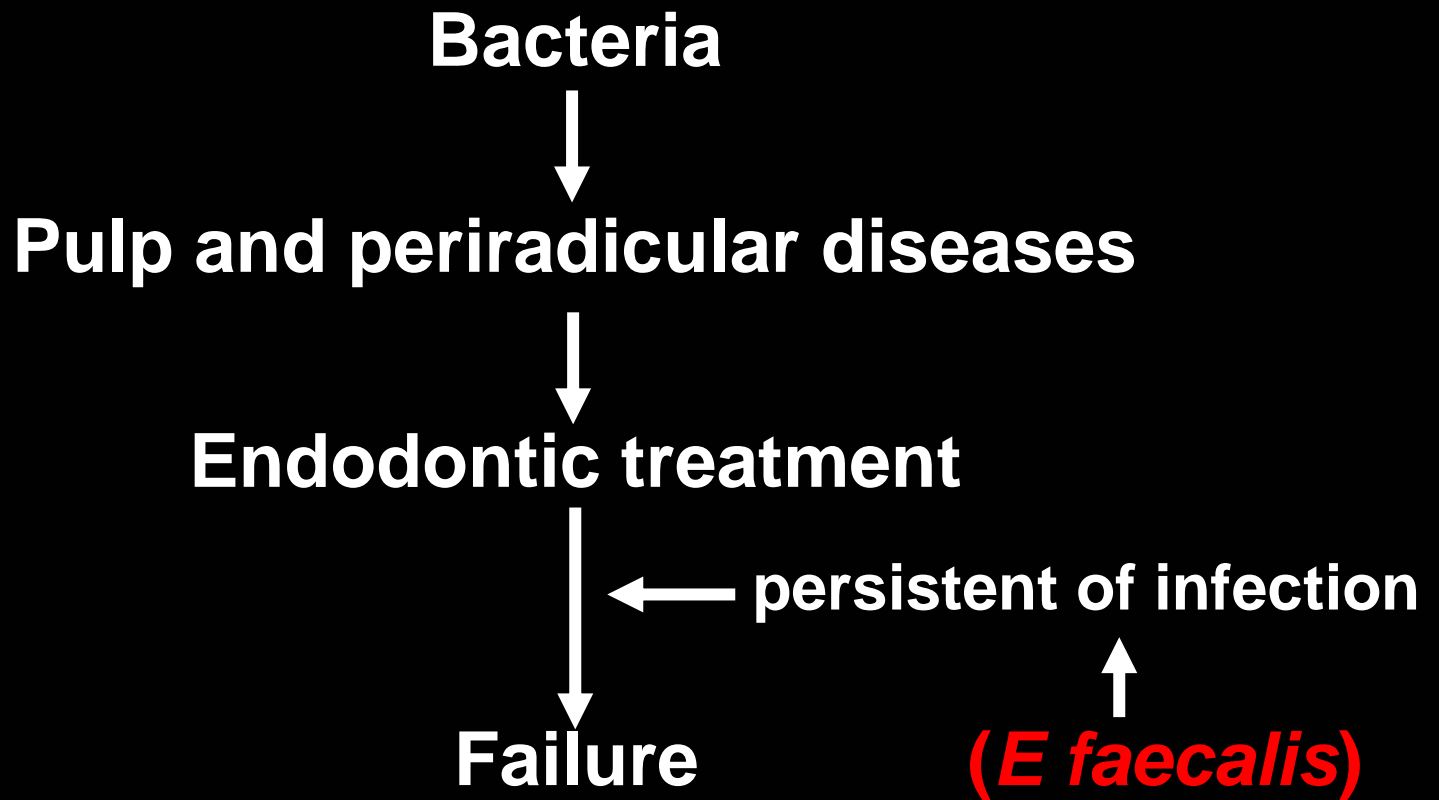 Bacteria
Pulp and periradicular diseases
Endodontic treatment
persistent of infection
Failure
(E faecalis)